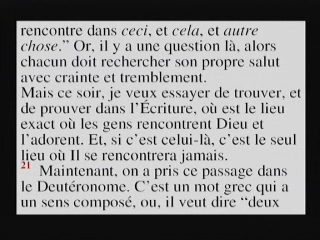 rencontre dans ceci, et cela, et autre
chose.” Or, il y a une question là, alors
chacun doit rechercher son propre salut
avec crainte et tremblement.
Mais ce soir, je veux essayer de trouver, et
de prouver dans l’Écriture, où est le lieu
exact où les gens rencontrent Dieu et
l’adorent. Et, si c’est celui-là, c’est le seul
lieu où Il se rencontrera jamais.
21 Maintenant, on a pris ce passage dans
le Deutéronome. C’est un mot grec qui a
un sens composé, ou, il veut dire “deux